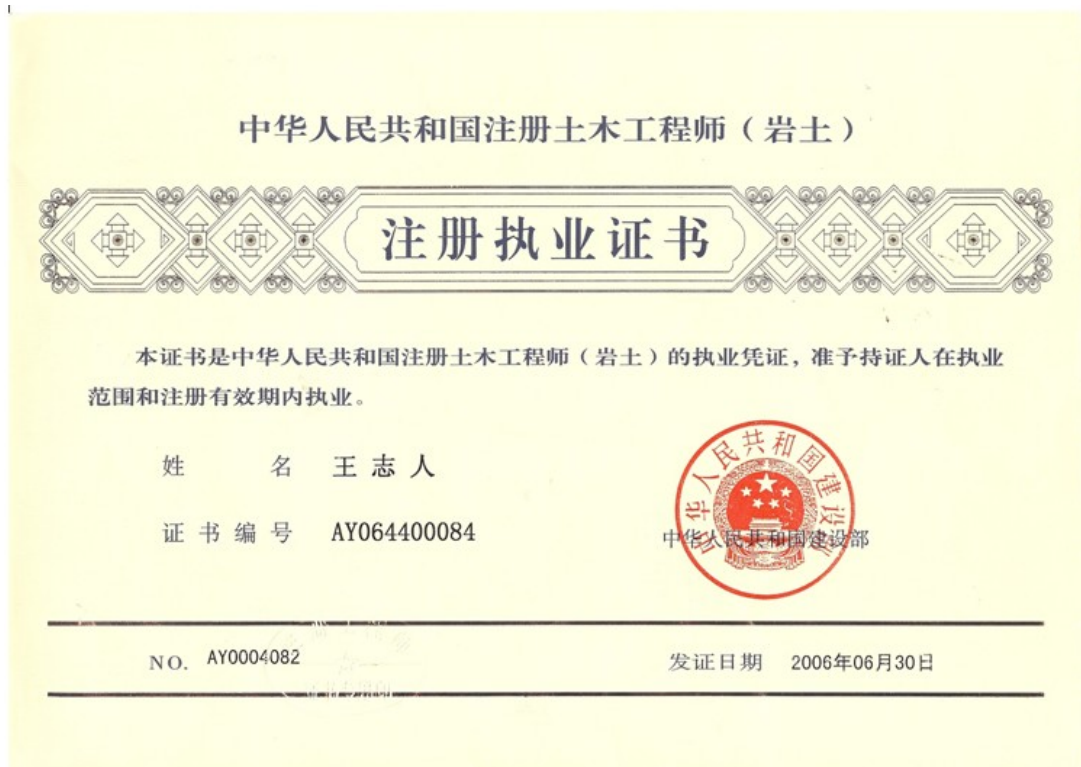 中华人民共和国注册土木工程师（岩土）
注册执业证书
本证书是中华人民共和国注册土木工程师（岩土）的执业凭证，准予持证人在执业
范围和注册有效期内执业。
姓 名 王志人
证书编号 AY064400084
中华人民共和国建设部
中华人民共和国建设部
NO. AY0004082
发证日期 2006年06月30日